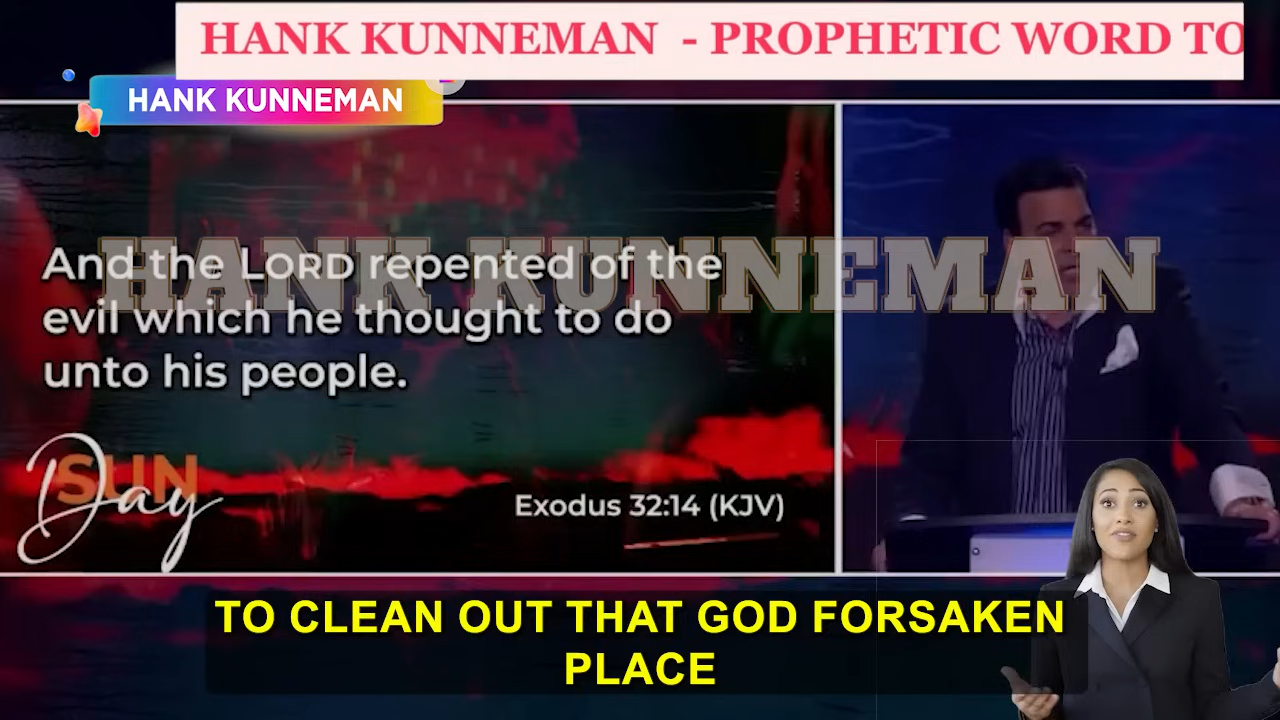 HANK KUNNEMAN - PROPHETIC WORD TO
HANK KUNNEMAN
HANK KUNNEMAN
And the LORD repented of the
evil which he thought to do
unto his people.
SUN
Day
Exodus 32:14 (KJV)
TO CLEAN OUT THAT GOD FORSAKEN
PLACE